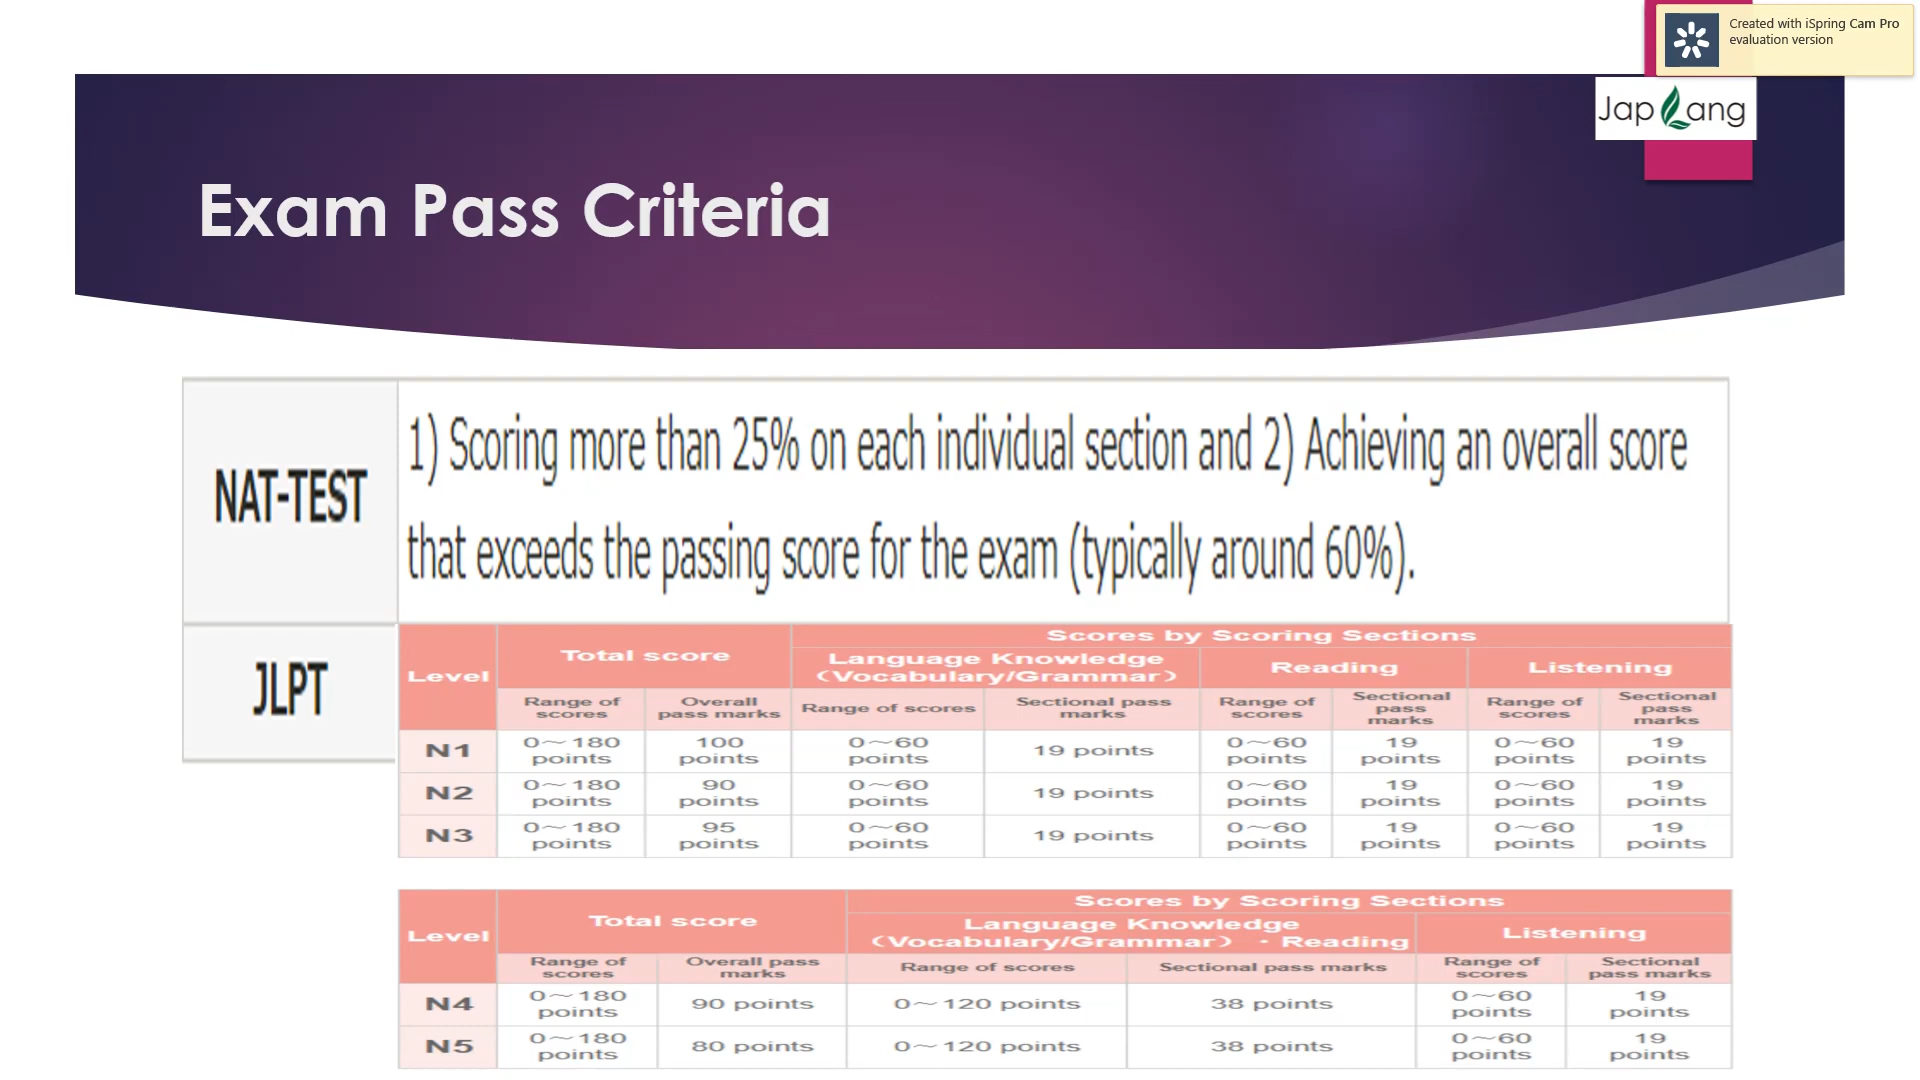 Created with iSpring Cam Pro
evaluation version
Jap Lang
Exam Pass Criteria
NAT-TEST
1) Scoring more than 25% on each individual section and 2) Achieving an overall score
that exceeds the passing score for the exam (typically around 60%).
JLPT
Level
Total score
Scores by Scoring Sections
Language Knowledge
（Vocabulary/Grammar）
Reading
Listening
Range of
scores
Overall
pass marks
Range of scores
Sectional pass
marks
Range of
scores
Sectional
pass
marks
Range of
scores
Sectional
pass
marks
N1
0～180
points
100
points
0～60
points
19 points
0～60
points
19
points
0～60
points
19
points
N2
0～180
points
90
points
0～60
points
19 points
0～60
points
19
points
0～60
points
19
points
N3
0～180
points
95
points
0～60
points
19 points
0～60
points
19
points
0～60
points
19
points
Level
Total score
Scores by Scoring Sections
Language Knowledge
（Vocabulary/Grammar）・Reading
Listening
Range of
scores
Overall pass
marks
Range of scores
Sectional pass marks
Range of
scores
Sectional
pass marks
N4
0～180
points
90 points
0～120 points
38 points
0～60
points
19
points
N5
0～180
points
80 points
0～120 points
38 points
0～60
points
19
points